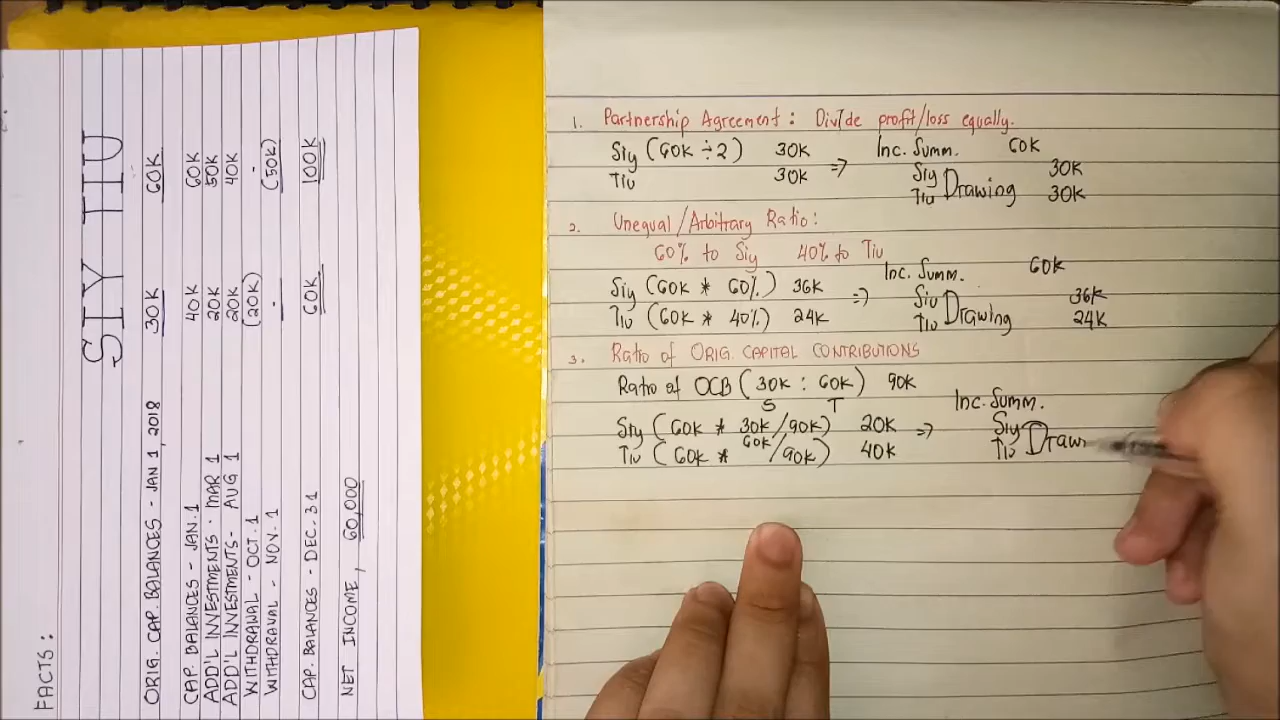 FACTS:
SIY TIU
ORIG. CAP. BALANCES - JAN 1, 2018 30K 60K
CAP. BALANCES - JAN. 1 40K 60K
ADD'L INVESTMENTS - MAR 1 20K 50K
ADD'L INVESTMENTS - AUG 1 20K 40K
WITHDRAWAL - OCT. 1 (20K) -
WITHDRAWAL - NOV. 1 - (50K)
CAP. BALANCES - DEC. 31 60K 100K
NET INCOME, 60,000
1. Partnership Agreement: Divide profit/loss equally.
Siy (60K ÷ 2) 30K => Inc. Summ. 60K
Tiu 30K Siy Drawing 30K
Tiu 30K
2. Unequal/Arbitrary Ratio:
60% to Siy 40% to Tiu
Inc. Summ. 60K
Siy (60K * 60%) 36K => Siy Drawing 36K
Tiu (60K * 40%) 24K Tiu 24K
3. Ratio of ORIG. CAPITAL CONTRIBUTIONS
Ratio of OCB (30K : 60K) 90K
S T Inc. Summ.
Siy (60K * 30K/90K) 20K => Siy Draw
Tiu (60K * 60K/90K) 40K Tiu